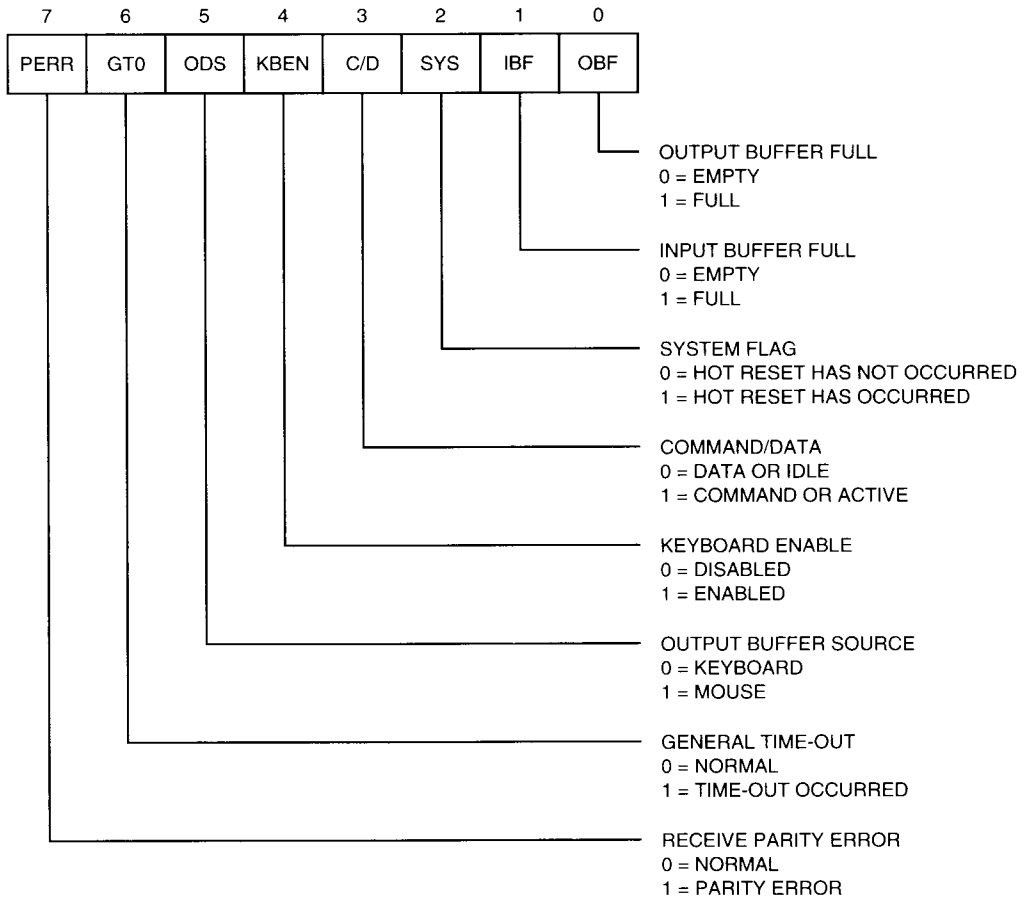 7 6 5 4 3 2 1 0
PERR GT0 ODS KBEN C/D SYS IBF OBF
OUTPUT BUFFER FULL
0 = EMPTY
1 = FULL
INPUT BUFFER FULL
0 = EMPTY
1 = FULL
SYSTEM FLAG
0 = HOT RESET HAS NOT OCCURRED
1 = HOT RESET HAS OCCURRED
COMMAND/DATA
0 = DATA OR IDLE
1 = COMMAND OR ACTIVE
KEYBOARD ENABLE
0 = DISABLED
1 = ENABLED
OUTPUT BUFFER SOURCE
0 = KEYBOARD
1 = MOUSE
GENERAL TIME-OUT
0 = NORMAL
1 = TIME-OUT OCCURRED
RECEIVE PARITY ERROR
0 = NORMAL
1 = PARITY ERROR